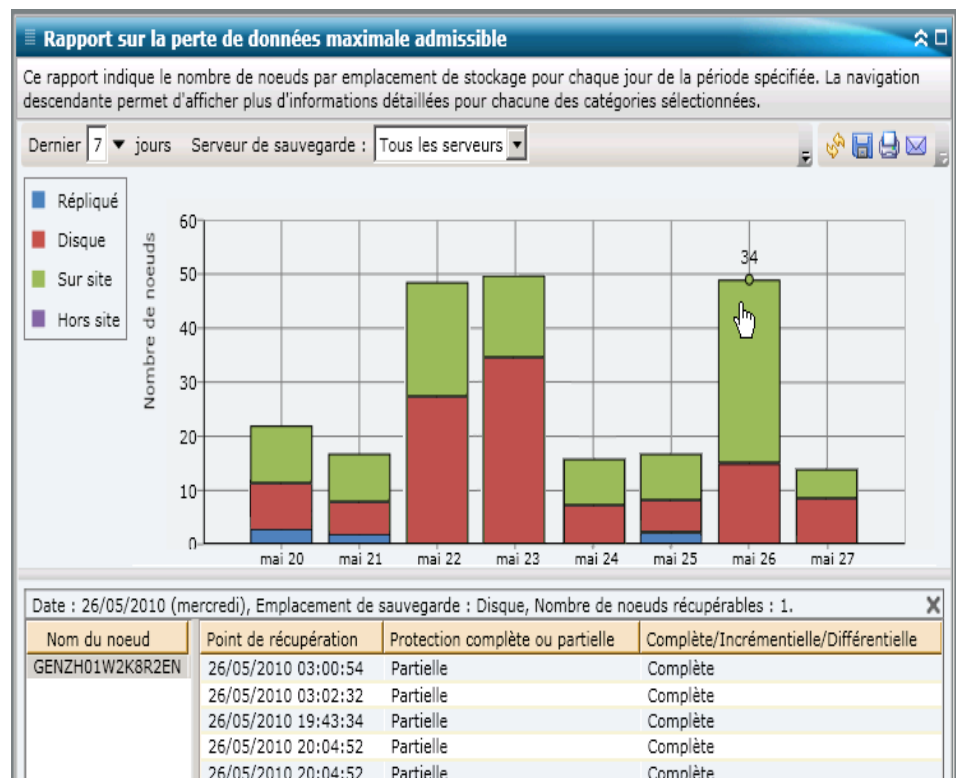 Rapport sur la perte de données maximale admissible
Ce rapport indique le nombre de noeuds par emplacement de stockage pour chaque jour de la période spécifiée. La navigation
descendante permet d'afficher plus d'informations détaillées pour chacune des catégories sélectionnées.
Dernier 7 jours Serveur de sauvegarde : Tous les serveurs
Répliqué
Disque
Sur site
Hors site
Nombre de noeuds
60
50
40
30
20
10
0
34
mai 20 mai 21 mai 22 mai 23 mai 24 mai 25 mai 26 mai 27
Date : 26/05/2010 (mercredi), Emplacement de sauvegarde : Disque, Nombre de noeuds récupérables : 1.
Nom du noeud Point de récupération Protection complète ou partielle Complète/Incrémentielle/Différentielle
GENZH01W2K8R2EN 26/05/2010 03:00:54 Partielle Complète
26/05/2010 03:02:32 Partielle Complète
26/05/2010 19:43:34 Partielle Complète
26/05/2010 20:04:52 Partielle Complète
26/05/2010 20:04:52 Partielle Complète